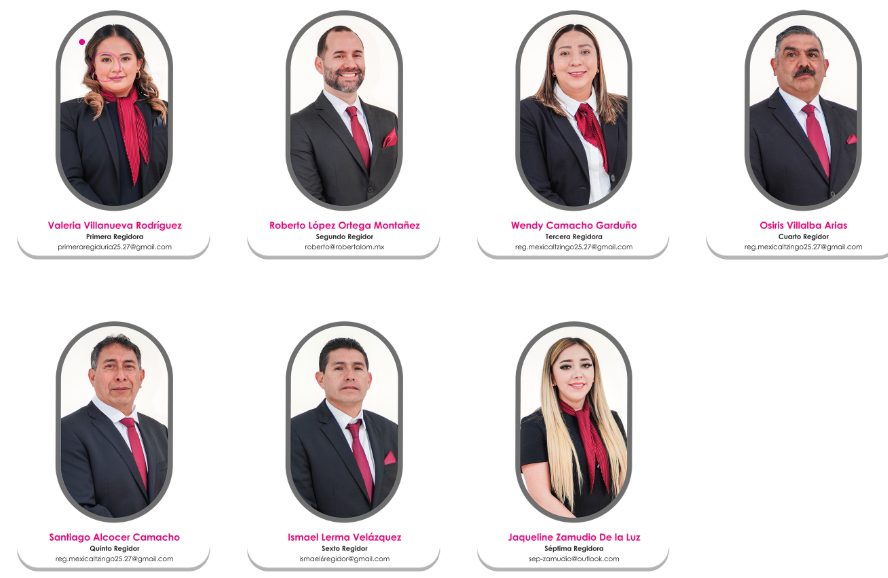 Valeria Villanueva Rodríguez
Primera Regidora
primeraregiduria25.27@gmail.com
Roberto López Ortega Montañez
Segundo Regidor
roberto@robertolom.mx
Wendy Camacho Garduño
Tercera Regidora
reg.mexicaltzingo25.27@gmail.com
Osiris Villalba Arias
Cuarto Regidor
reg.mexicaltzingo25.27@gmail.com
Santiago Alcocer Camacho
Quinto Regidor
reg.mexicaltzingo25.27@gmail.com
Ismael Lerma Velázquez
Sexto Regidor
ismael6regidor@gmail.com
Jaqueline Zamudio De la Luz
Séptima Regidora
sep-zamudio@outlook.com